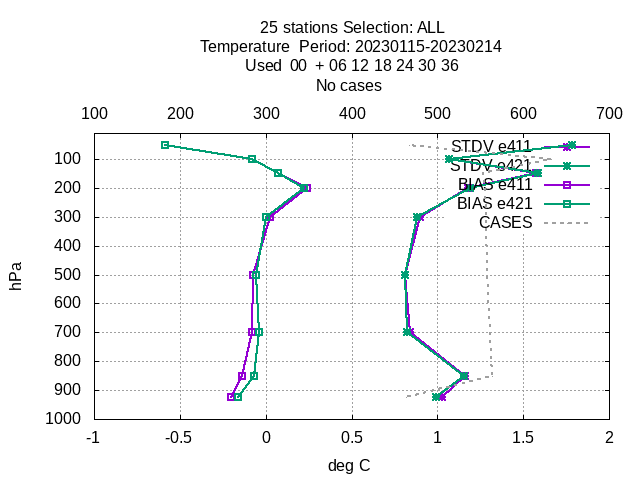 25 stations Selection: ALL
Temperature  Period: 20230115-20230214
Used  00  + 06 12 18 24 30 36
No cases
100 200 300 400 500 600 700
STDV e411
STDV e421
BIAS e411
BIAS e421
CASES
100
200
300
400
500
600
700
800
900
1000
hPa
-1 -0.5 0 0.5 1 1.5 2
deg C